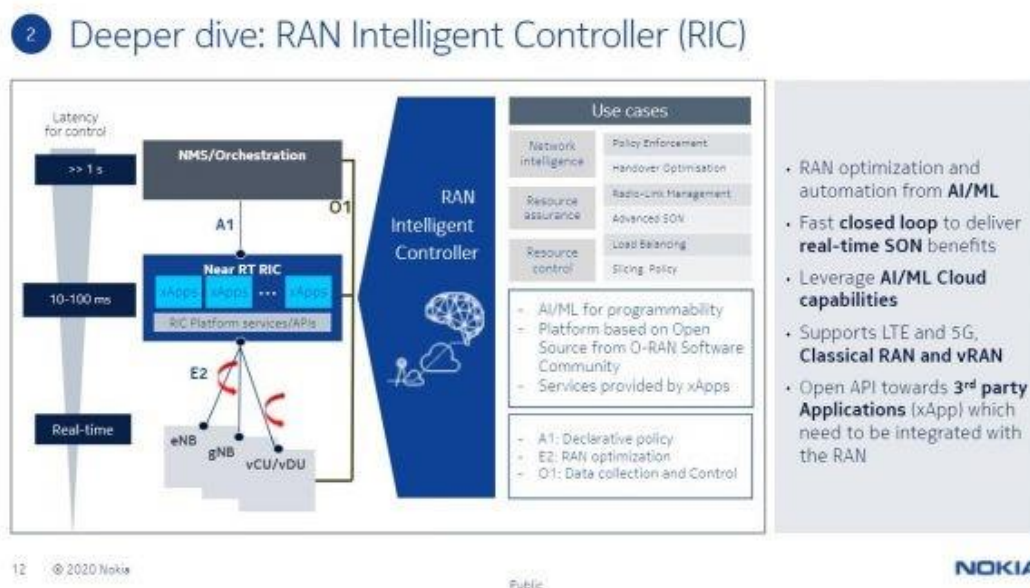 2 Deeper dive: RAN Intelligent Controller (RIC)
Latency
for control
>> 1 s
10-100 ms
Real-time
NMS/Orchestration
A1
O1
Near RT RIC
xApps xApps ... xApps
RIC Platform services/APIs
E2
eNB
gNB
vCU/vDU
RAN
Intelligent
Controller
Use cases
Network
intelligence
Policy Enforcement
Handover Optimisation
Resource
assurance
Radio-Link Management
Advanced SON
Resource
control
Load Balancing
Slicing Policy
- AI/ML for programmability
- Platform based on Open
Source from O-RAN Software
Community
- Services provided by xApps
- A1: Declarative policy
- E2: RAN optimization
- O1: Data collection and Control
• RAN optimization and
automation from AI/ML
• Fast closed loop to deliver
real-time SON benefits
• Leverage AI/ML Cloud
capabilities
• Supports LTE and 5G,
Classical RAN and vRAN
• Open API towards 3rd party
Applications (xApp) which
need to be integrated with
the RAN
12 © 2020 Nokia
Public
NOKIA